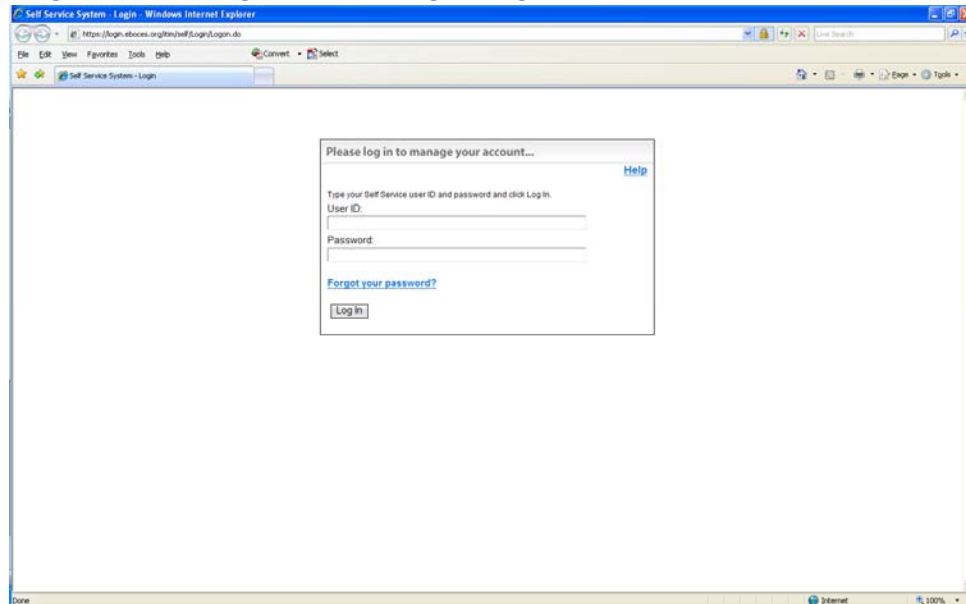 Self Service System - Login - Windows Internet Explorer
https://login.eboces.org/itim/self/Login/Logon.do
Live Search
File Edit View Favorites Tools Help
Convert Select
Self Service System - Login
Page Tools
Please log in to manage your account...
Help
Type your Self Service user ID and password and click Log In.
User ID:
Password:
Forgot your password?
Log In
Done
Internet
100%